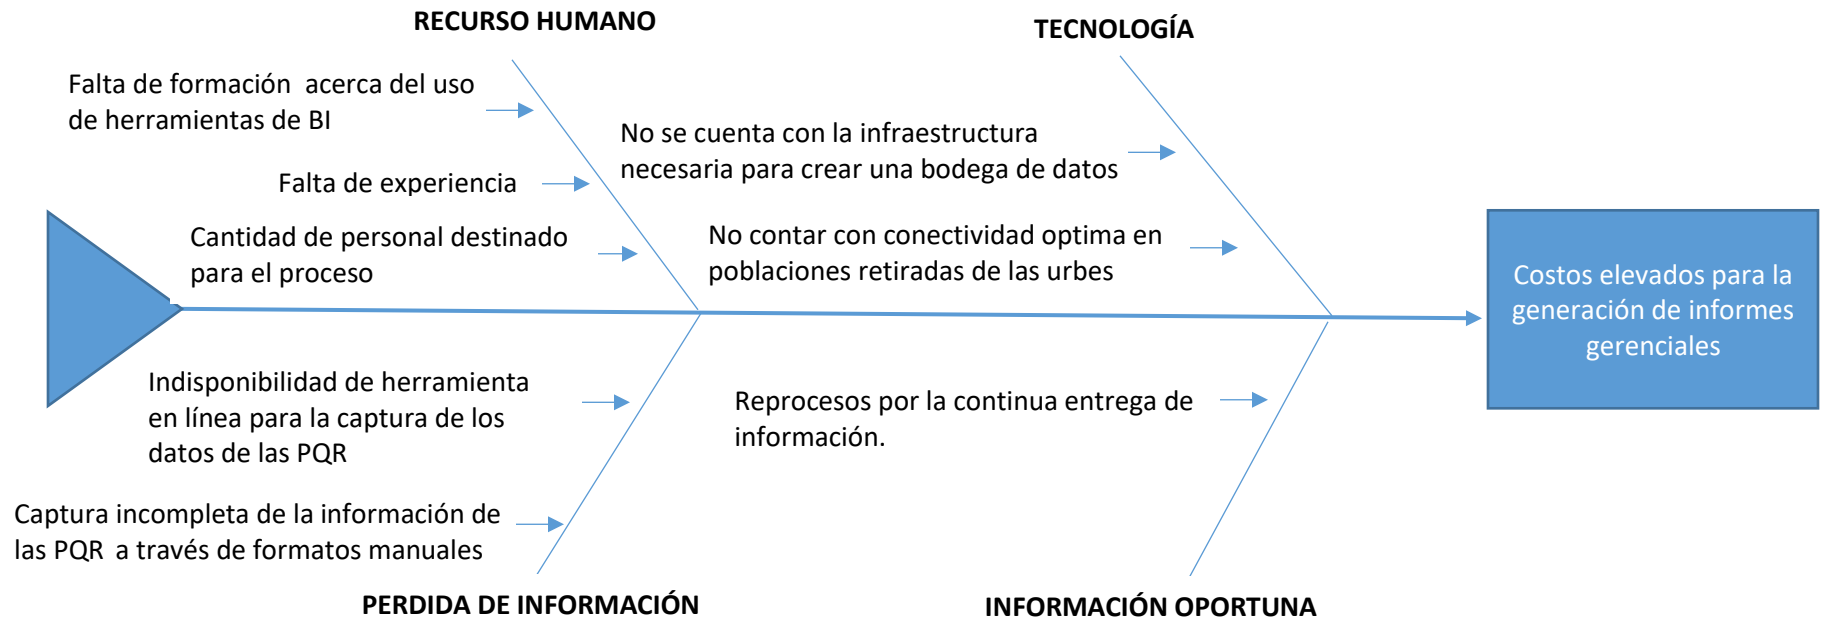 RECURSO HUMANO
TECNOLOGÍA
Falta de formación  acerca del uso
de herramientas de BI
No se cuenta con la infraestructura
necesaria para crear una bodega de datos
Falta de experiencia
Cantidad de personal destinado
para el proceso
No contar con conectividad optima en
poblaciones retiradas de las urbes
Costos elevados para la
generación de informes
gerenciales
Indisponibilidad de herramienta
en línea para la captura de los
datos de las PQR
Reprocesos por la continua entrega de
información.
Captura incompleta de la información de
las PQR  a través de formatos manuales
PERDIDA DE INFORMACIÓN
INFORMACIÓN OPORTUNA